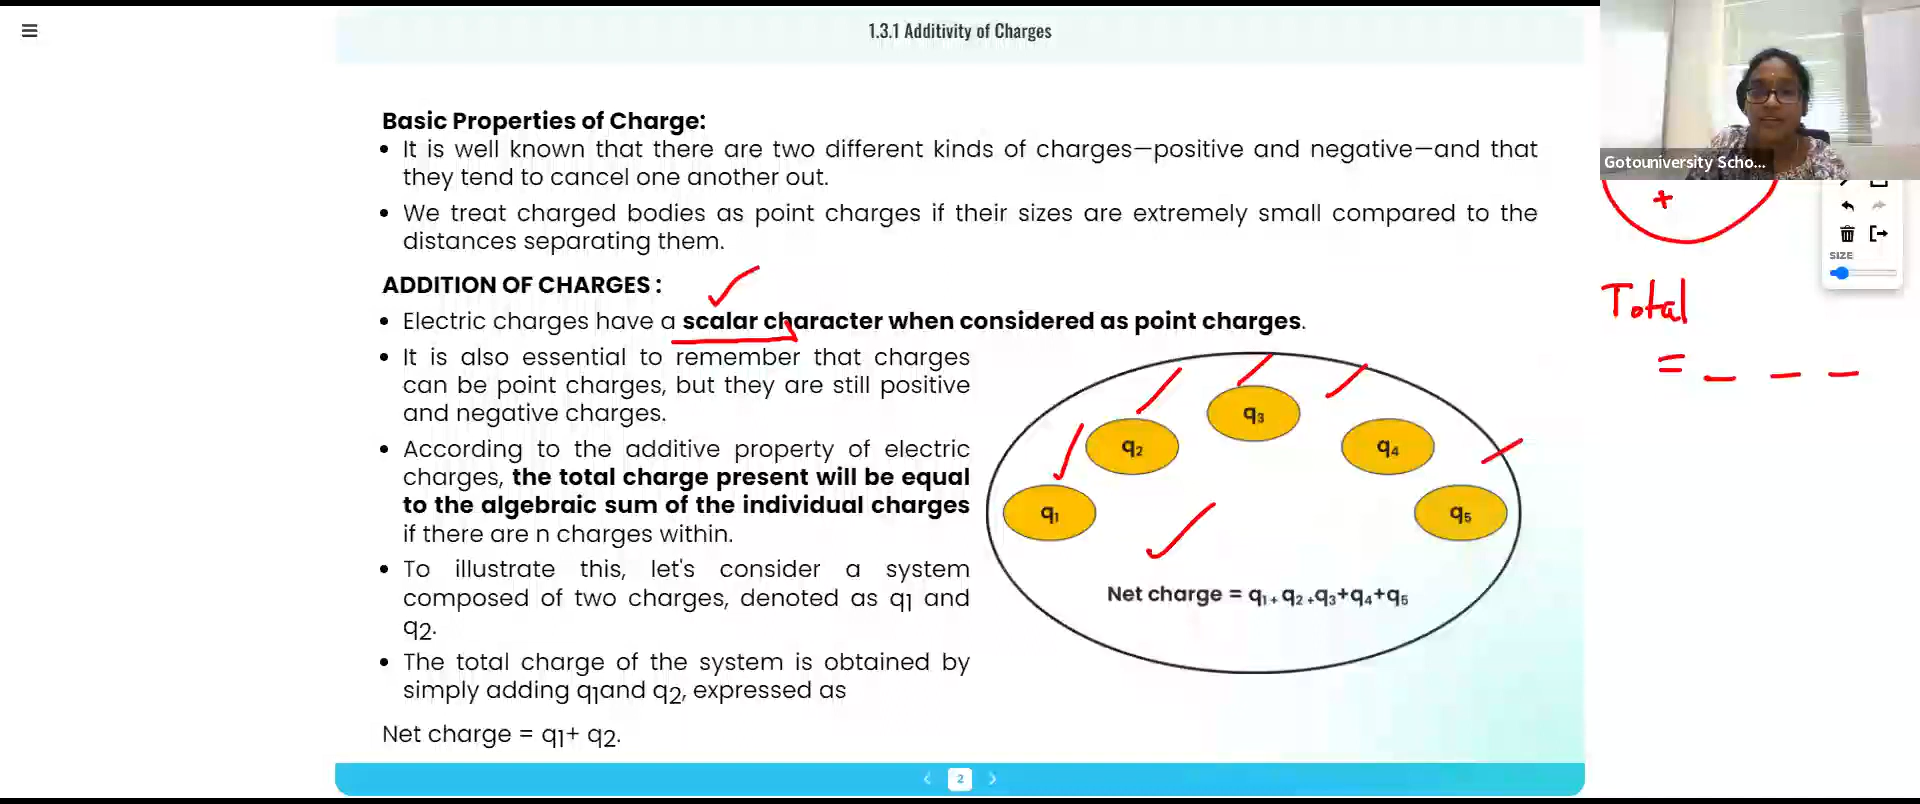 1.3.1 Additivity of Charges
Basic Properties of Charge:
• It is well known that there are two different kinds of charges—positive and negative—and that
they tend to cancel one another out.
• We treat charged bodies as point charges if their sizes are extremely small compared to the
distances separating them.
ADDITION OF CHARGES :
• Electric charges have a scalar character when considered as point charges.
• It is also essential to remember that charges
can be point charges, but they are still positive
and negative charges.
• According to the additive property of electric
charges, the total charge present will be equal
to the algebraic sum of the individual charges
if there are n charges within.
• To illustrate this, let's consider a system
composed of two charges, denoted as q1 and
q2.
• The total charge of the system is obtained by
simply adding q1and q2, expressed as
Net charge = q1+ q2.
q1
q2
q3
q4
q5
Net charge = q1+ q2 +q3+q4+q5
2
Gotouniversity Scho...
+
SIZE
Total
= _ _ _